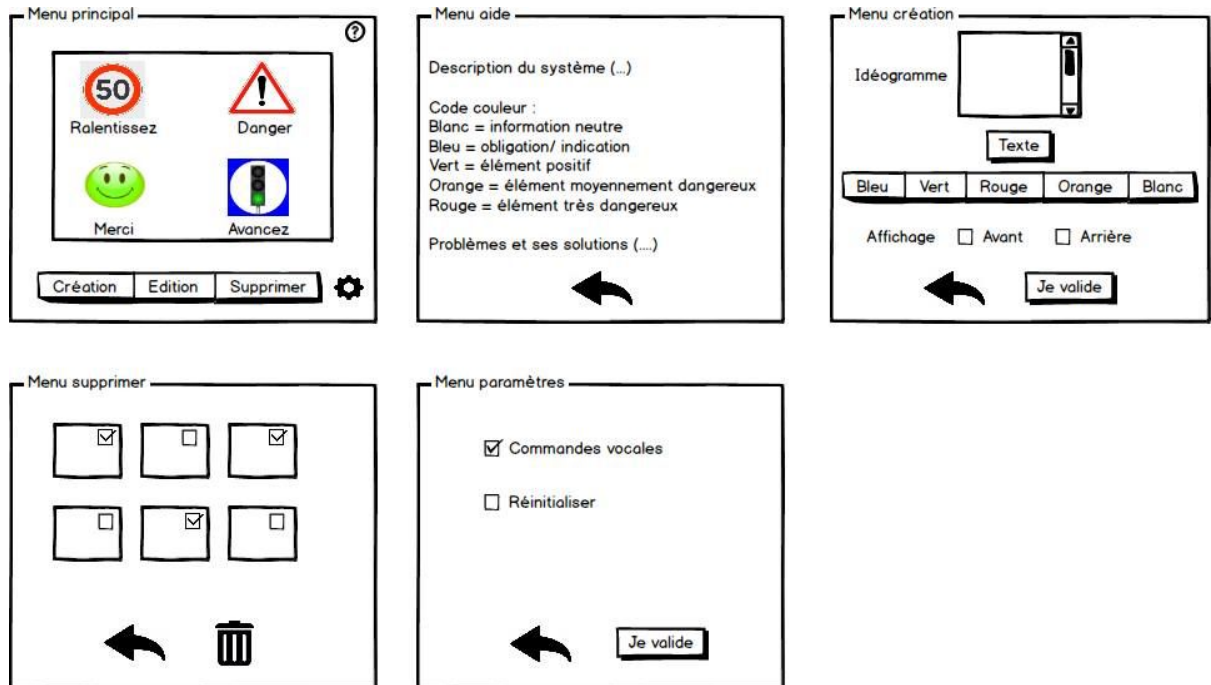 Menu principal
?
50
Ralentissez
Danger
Merci
Avancez
Création
Edition
Supprimer
Menu aide
Description du système (...)
Code couleur :
Blanc = information neutre
Bleu = obligation/ indication
Vert = élément positif
Orange = élément moyennement dangereux
Rouge = élément très dangereux
Problèmes et ses solutions (....)
Menu création
Idéogramme
Texte
Bleu
Vert
Rouge
Orange
Blanc
Affichage
Avant
Arrière
Je valide
Menu supprimer
Menu paramètres
Commandes vocales
Réinitialiser
Je valide